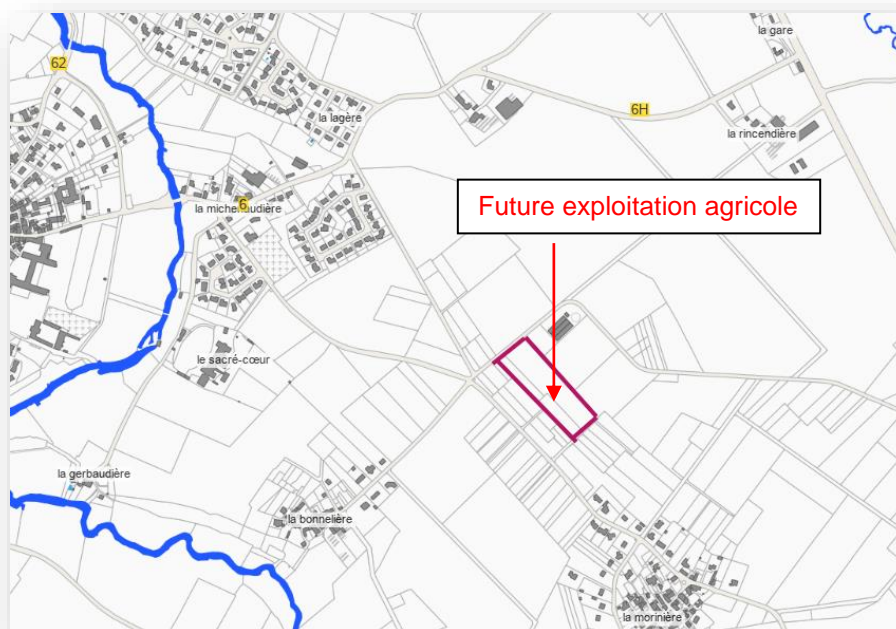 la gare
62
6H
la lagère
la rincendière
la michelaudière
6
Future exploitation agricole
le sacré-cœur
la gerbaudière
la bonnelière
la morinière